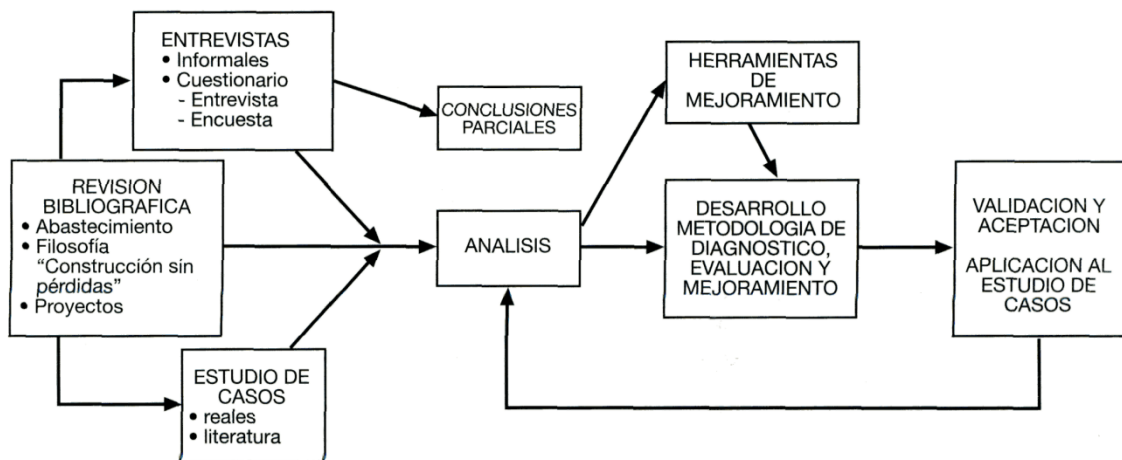 ENTREVISTAS
• Informales
• Cuestionario
- Entrevista
- Encuesta
CONCLUSIONES
PARCIALES
HERRAMIENTAS
DE
MEJORAMIENTO
REVISION
BIBLIOGRAFICA
• Abastecimiento
• Filosofía
“Construcción sin
pérdidas”
• Proyectos
ANALISIS
DESARROLLO
METODOLOGIA DE
DIAGNOSTICO,
EVALUACION Y
MEJORAMIENTO
VALIDACION Y
ACEPTACION
APLICACION AL
ESTUDIO DE
CASOS
ESTUDIO DE
CASOS
• reales
• literatura